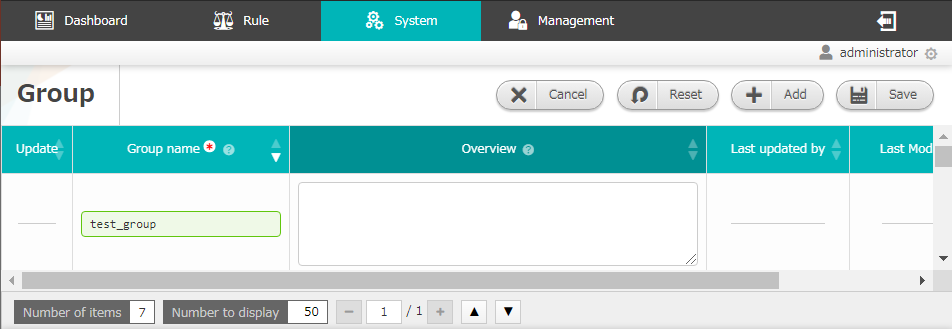 Dashboard Rule System Management
administrator
Group Cancel Reset Add Save
Update Group name * ? Overview ? Last updated by Last Mod
test_group
Number of items 7 Number to display 50 1 / 1